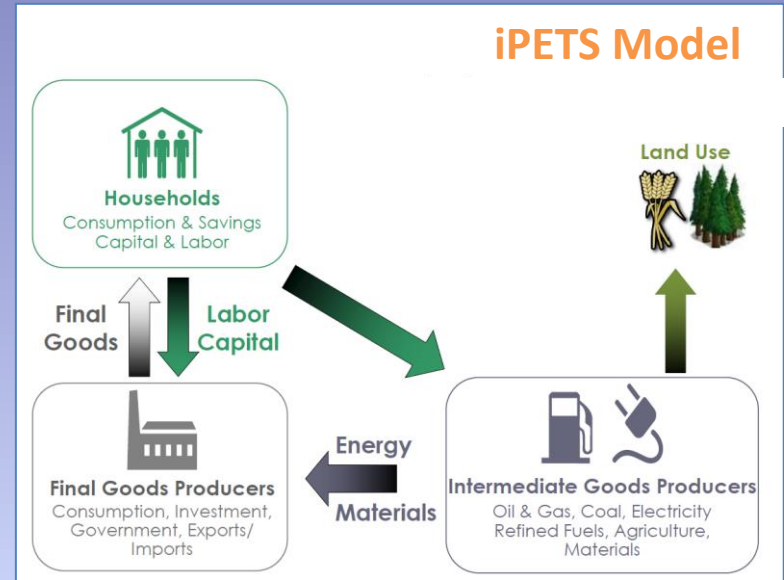 iPETS Model
Land Use
Households
Consumption & Savings
Capital & Labor
Final
Goods
Labor
Capital
Energy
Materials
Final Goods Producers
Consumption, Investment,
Government, Exports/
Imports
Intermediate Goods Producers
Oil & Gas, Coal, Electricity
Refined Fuels, Agriculture,
Materials